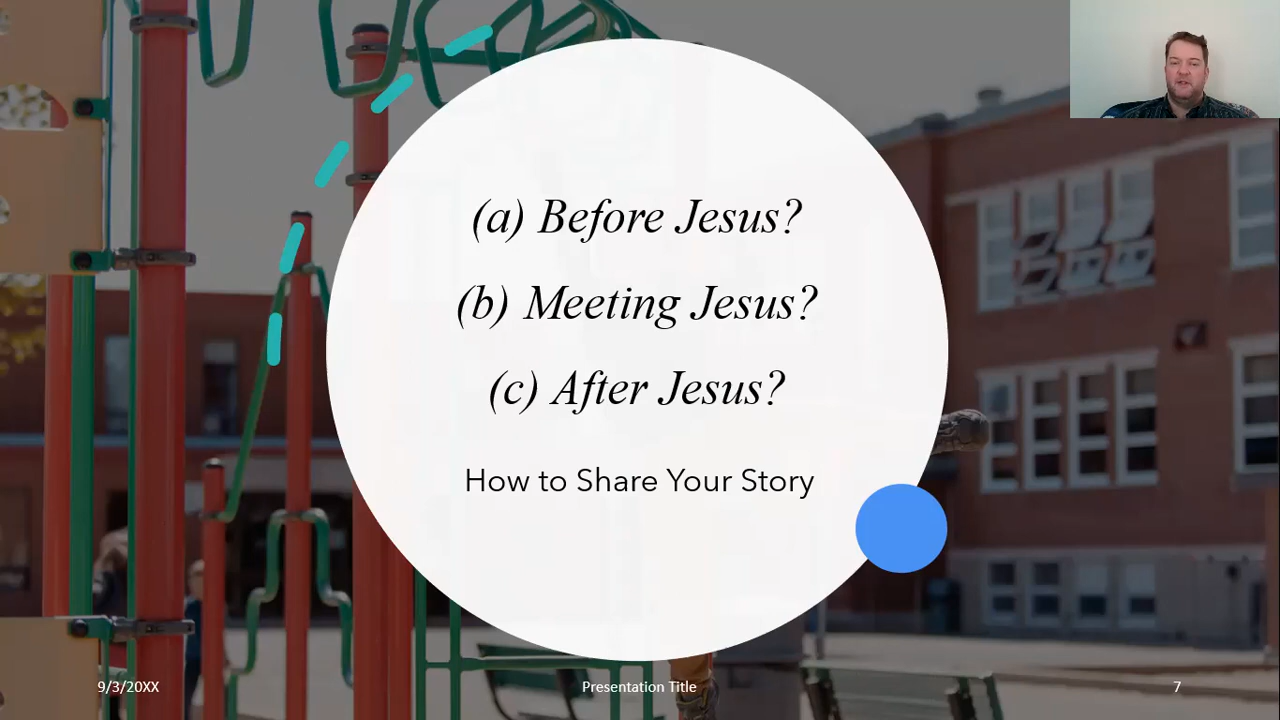 (a) Before Jesus?
(b) Meeting Jesus?
(c) After Jesus?
How to Share Your Story
9/3/20XX
Presentation Title
7